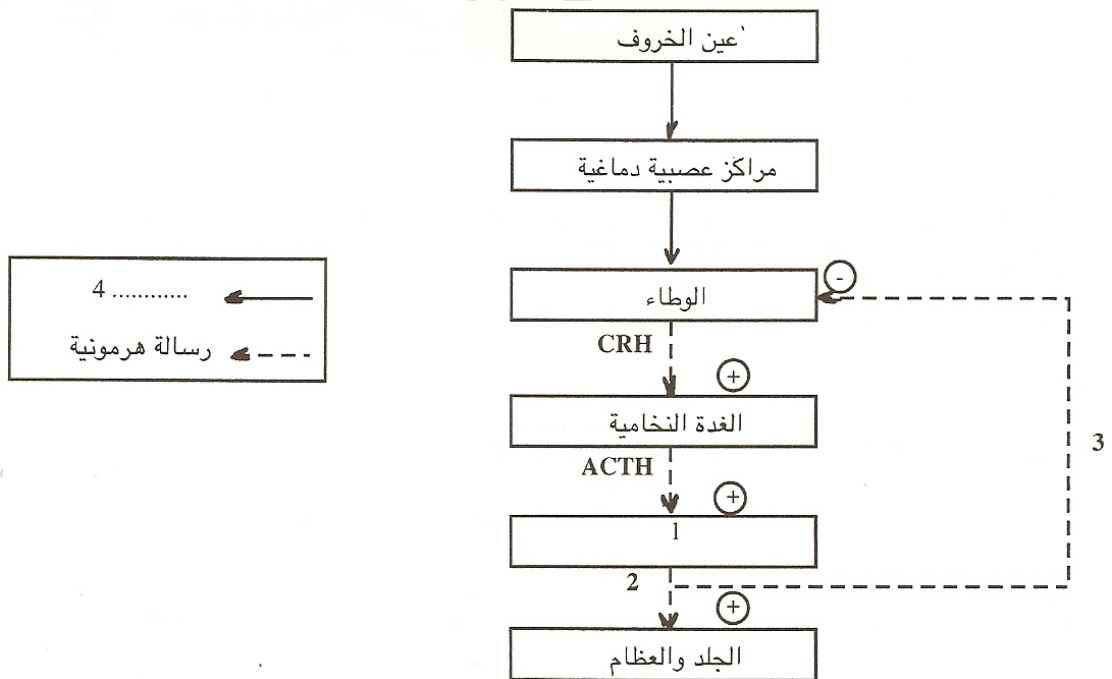 عين الخروف
مراكز عصبية دماغية
الوطاء
-
CRH
+
الغدة النخامية
ACTH
+
1
2
+
الجلد والعظام
3
4 ............
رسالة هرمونية